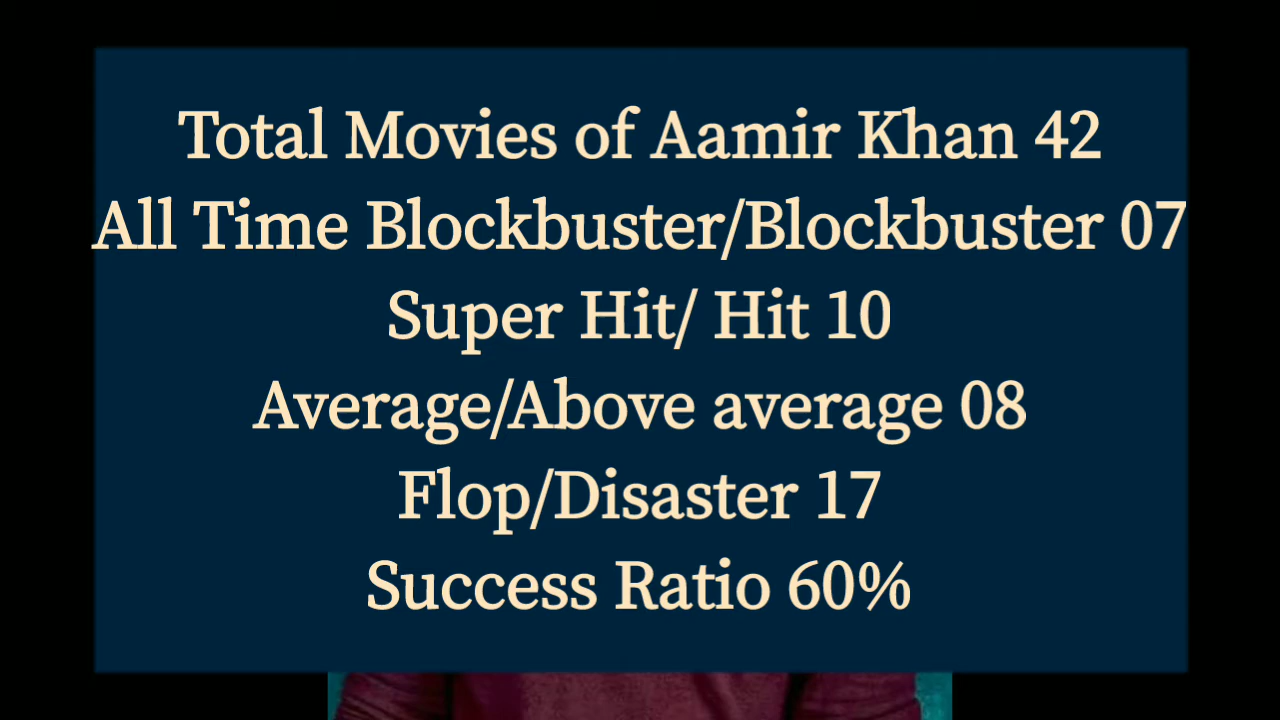 Total Movies of Aamir Khan 42
All Time Blockbuster/Blockbuster 07
Super Hit/ Hit 10
Average/Above average 08
Flop/Disaster 17
Success Ratio 60%